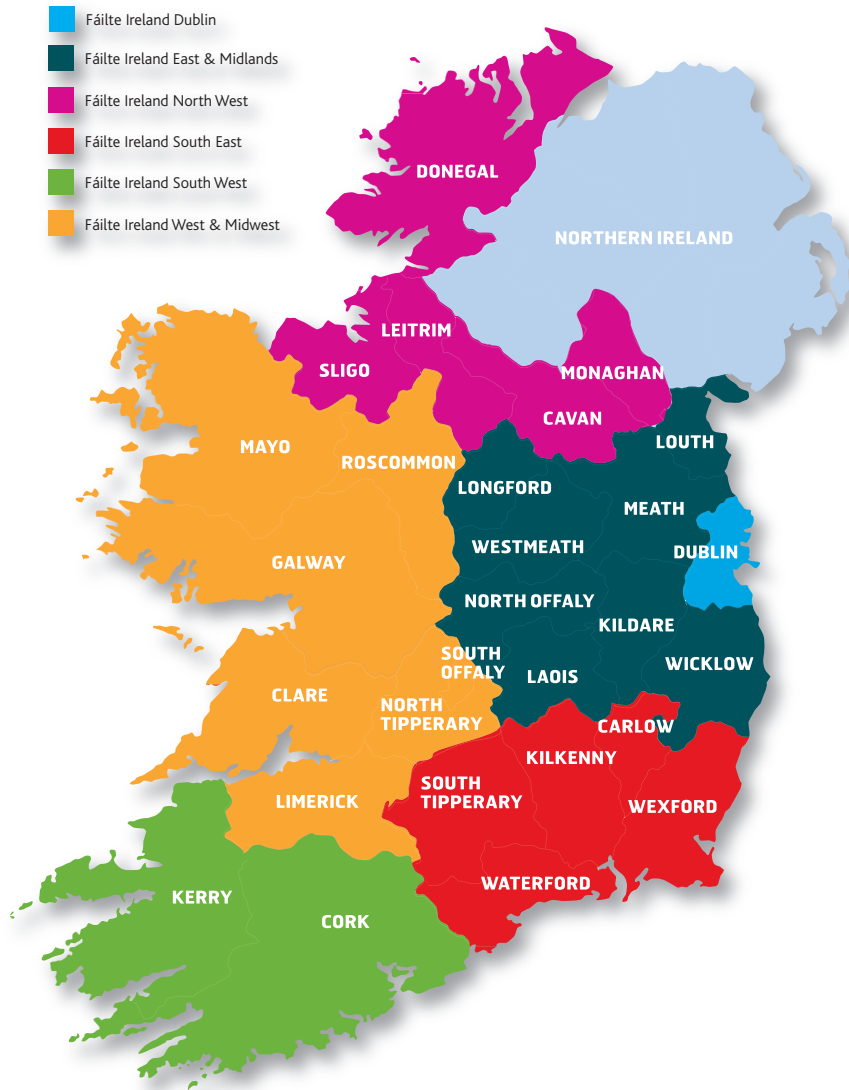 Fáilte Ireland Dublin
Fáilte Ireland East & Midlands
Fáilte Ireland North West
Fáilte Ireland South East
Fáilte Ireland South West
Fáilte Ireland West & Midwest
DONEGAL
NORTHERN IRELAND
LEITRIM
SLIGO
MONAGHAN
CAVAN
LOUTH
MAYO
ROSCOMMON
LONGFORD
MEATH
WESTMEATH
DUBLIN
GALWAY
NORTH OFFALY
KILDARE
SOUTH
OFFALY
WICKLOW
LAOIS
CLARE
NORTH
TIPPERARY
CARLOW
KILKENNY
SOUTH
TIPPERARY
LIMERICK
WEXFORD
WATERFORD
KERRY
CORK